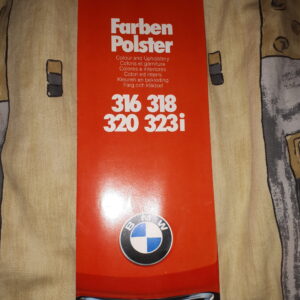 Farben
Polster
Colour and Upholstery
Coloris et garniture
Colores e interiores
Colori ed interni
Kleuren en bekleding
Färg och klädsel
316 318
320 323i
BMW